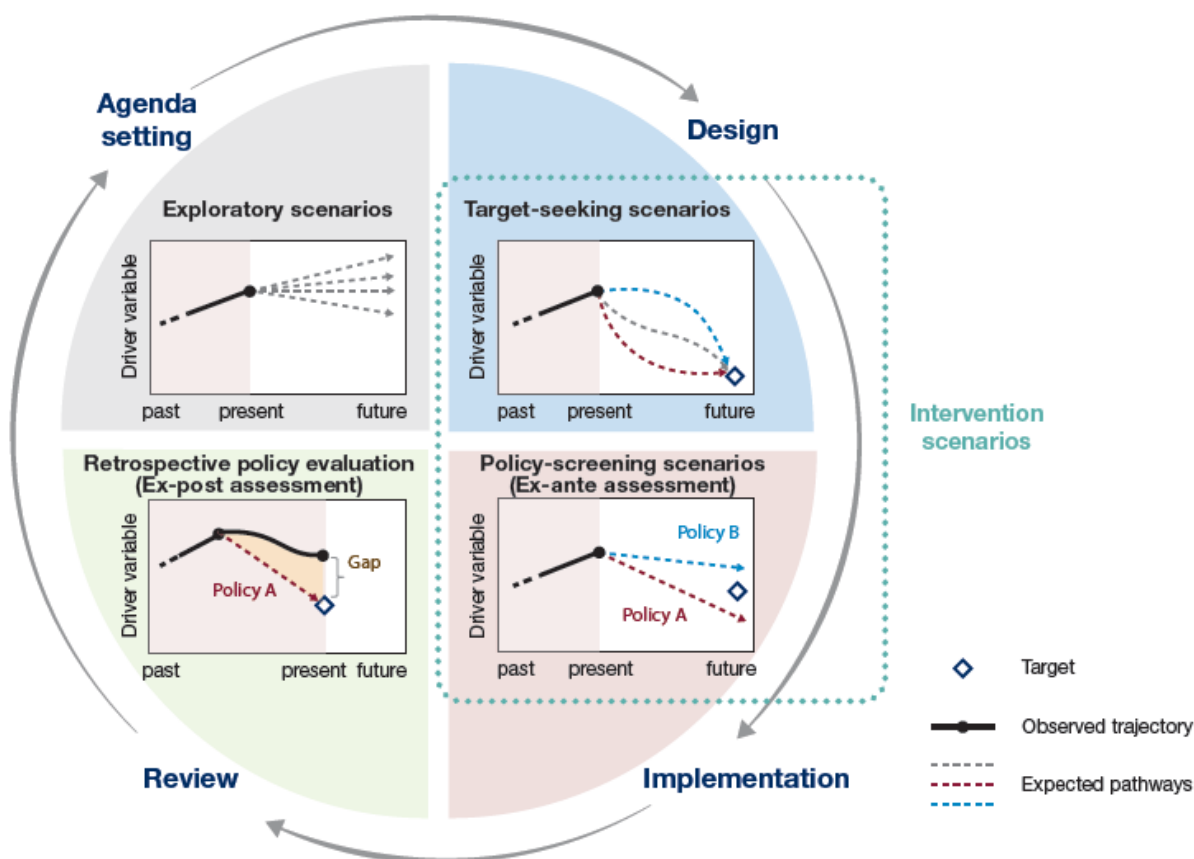 Agenda
setting
Design
Exploratory scenarios
Driver variable
past present future
Target-seeking scenarios
Driver variable
past present future
Intervention
scenarios
Retrospective policy evaluation
(Ex-post assessment)
Driver variable
Policy A
Gap
past present future
Policy-screening scenarios
(Ex-ante assessment)
Driver variable
Policy B
Policy A
past present future
Review
Implementation
Target
Observed trajectory
Expected pathways